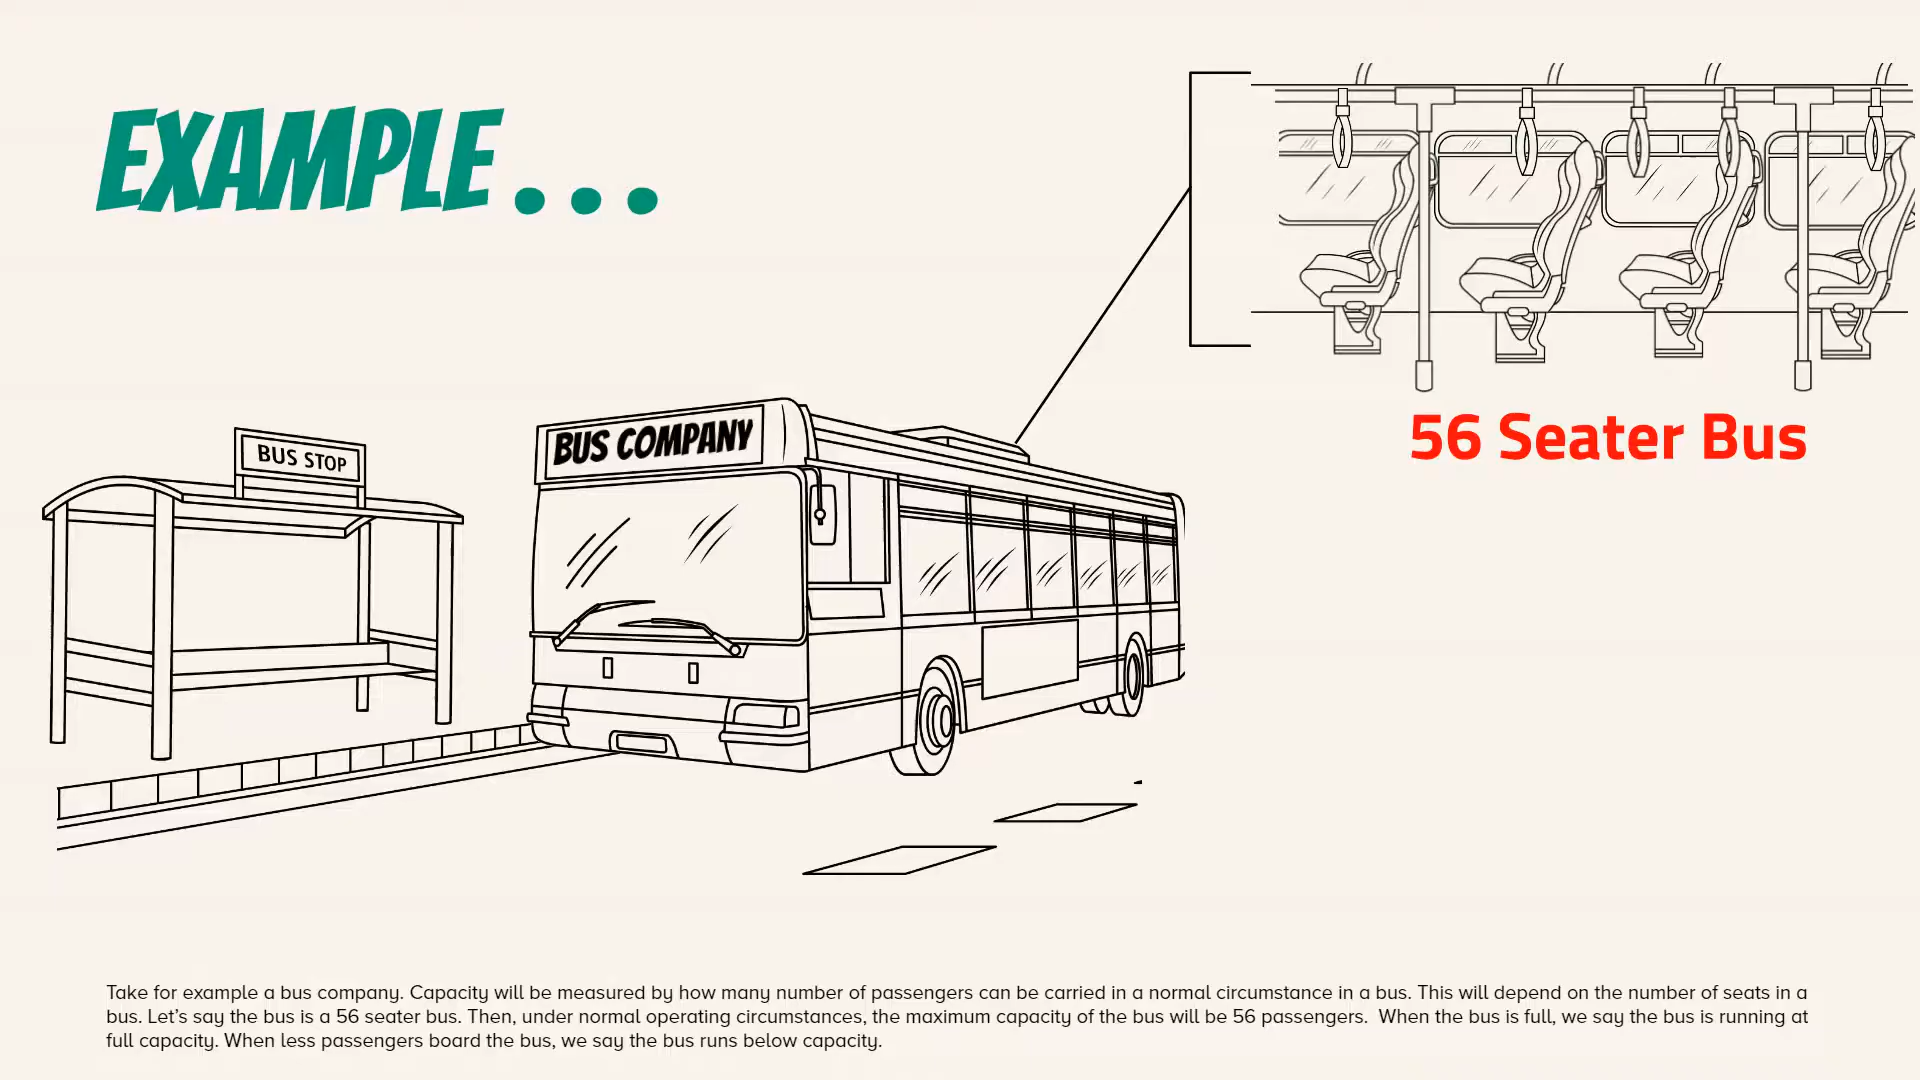 EXAMPLE...
56 Seater Bus
BUS STOP
BUS COMPANY
Take for example a bus company. Capacity will be measured by how many number of passengers can be carried in a normal circumstance in a bus. This will depend on the number of seats in a
bus. Let's say the bus is a 56 seater bus. Then, under normal operating circumstances, the maximum capacity of the bus will be 56 passengers.  When the bus is full, we say the bus is running at
full capacity. When less passengers board the bus, we say the bus runs below capacity.